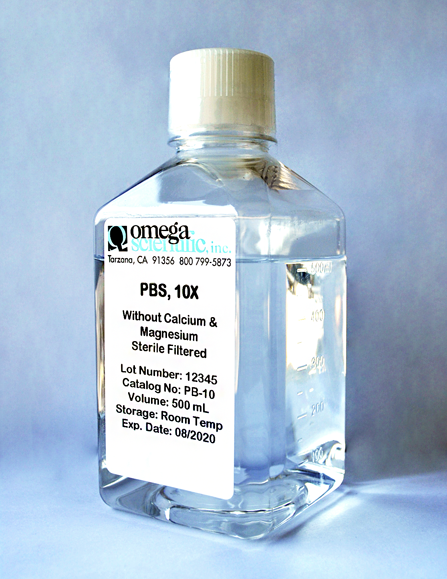 omega
scientific, inc.
Tarzana, CA 91356 800 799-5873
PBS, 10X
Without Calcium &
Magnesium
Sterile Filtered
Lot Number: 12345
Catalog No: PB-10
Volume: 500 mL
Storage: Room Temp
Exp. Date: 08/2020